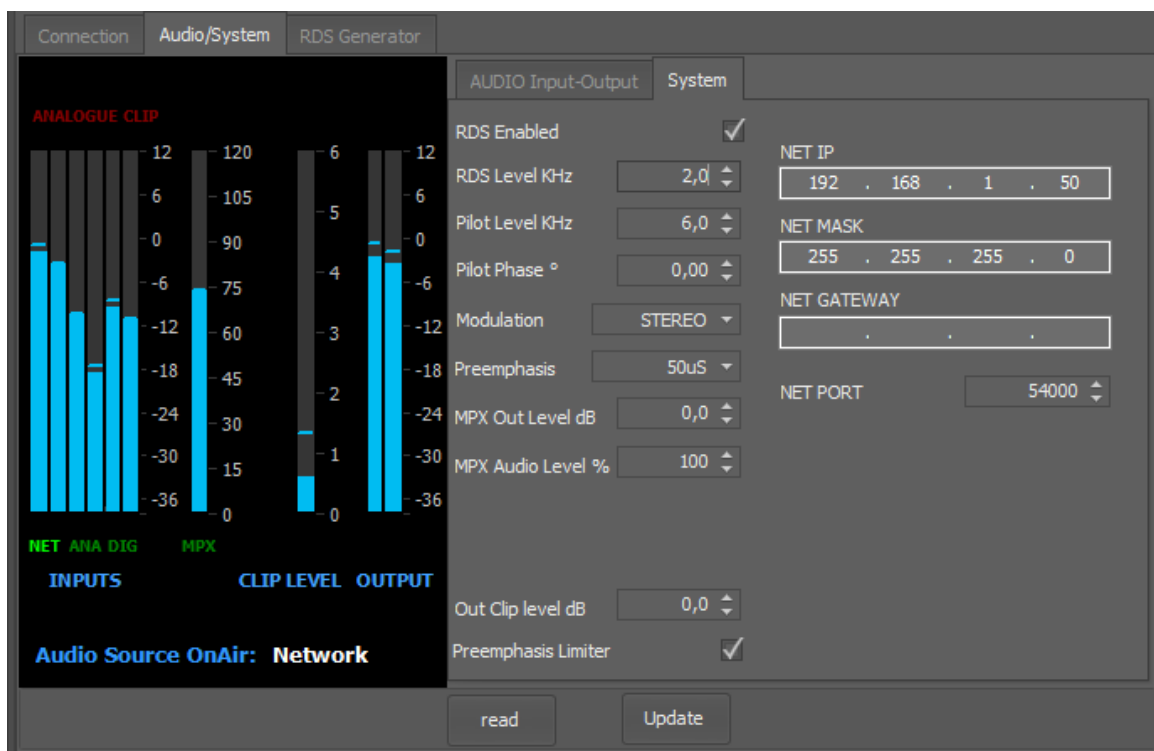 Connection Audio/System RDS Generator
AUDIO Input-Output System
ANALOGUE CLIP
12 120 6 12
6 105 5 6
0 90 0
-6 75 4 -6
-12 60 3 -12
-18 45 -18
-24 30 2 -24
-30 15 1 -30
-36 0 0 -36
NET ANA DIG MPX
INPUTS CLIP LEVEL OUTPUT
Audio Source OnAir: Network
RDS Enabled
RDS Level KHz 2,0
Pilot Level KHz 6,0
Pilot Phase ° 0,00
Modulation STEREO
Preemphasis 50uS
MPX Out Level dB 0,0
MPX Audio Level % 100
Out Clip level dB 0,0
Preemphasis Limiter
NET IP
192 . 168 . 1 . 50
NET MASK
255 . 255 . 255 . 0
NET GATEWAY
. . .
NET PORT 54000
read Update